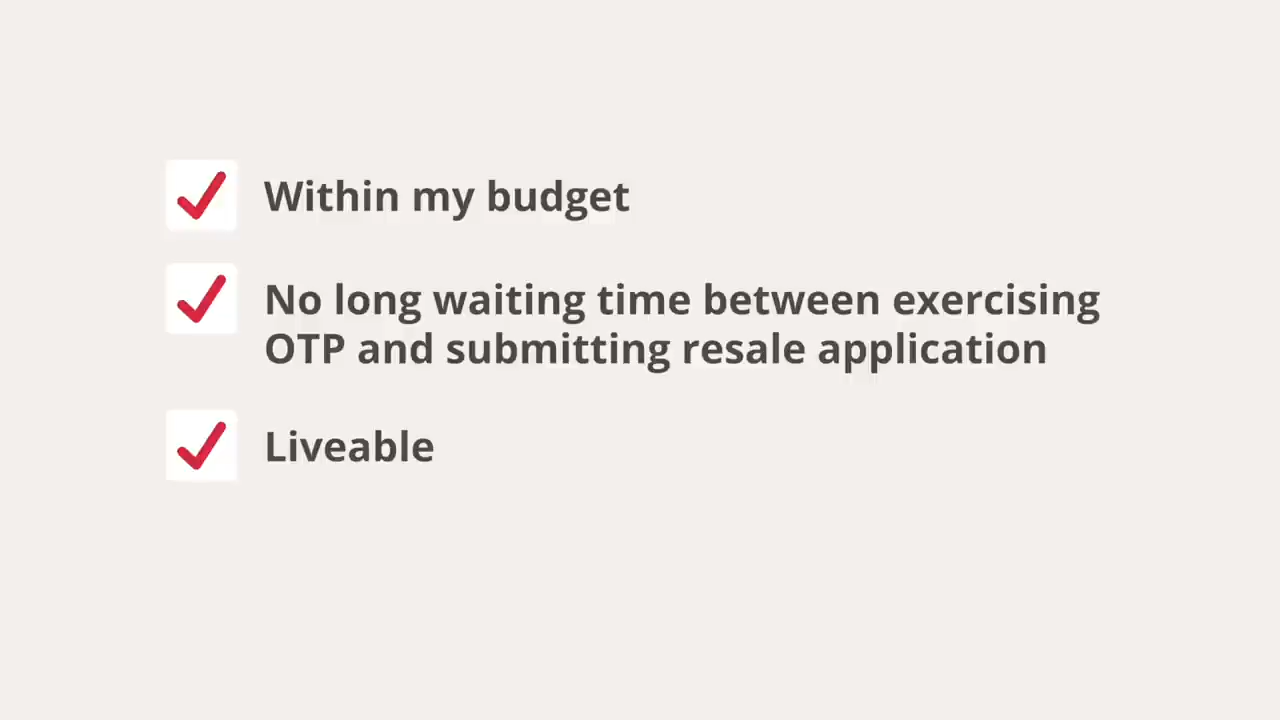 Within my budget
No long waiting time between exercising
OTP and submitting resale application
Liveable